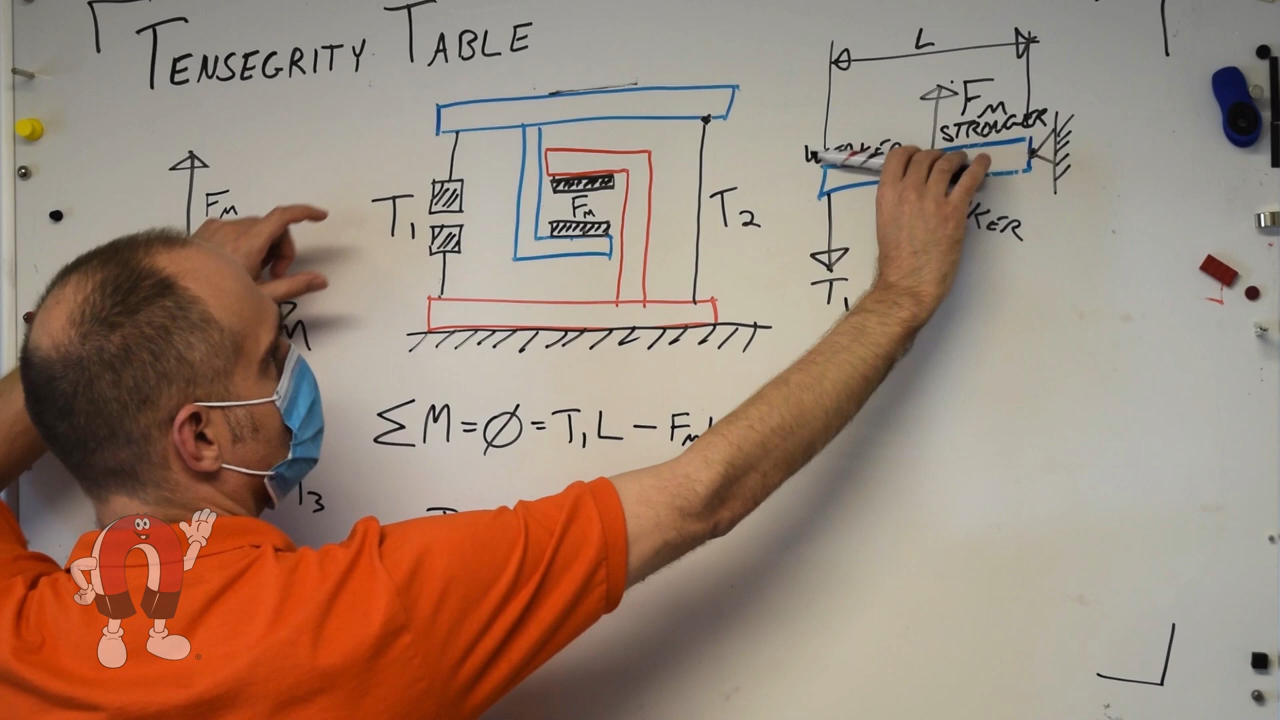 TENSEGRITY TABLE
L
Fm
STRONGER
Fm
T1
Fm
T2
T1
ΣM=Ø=T1L-Fm